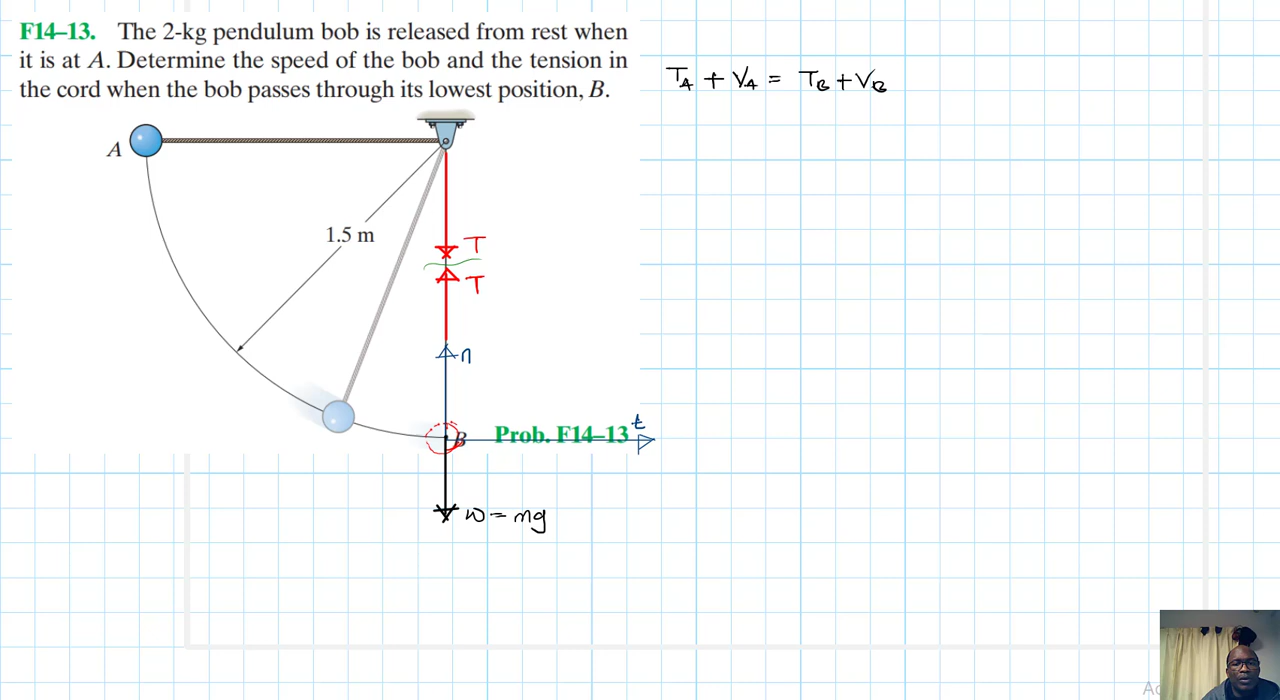 F14–13. The 2-kg pendulum bob is released from rest when
it is at A. Determine the speed of the bob and the tension in
the cord when the bob passes through its lowest position, B.
T_A + V_A = T_B + V_B
A
1.5 m
T
T
n
t
B
Prob. F14–13
W = mg